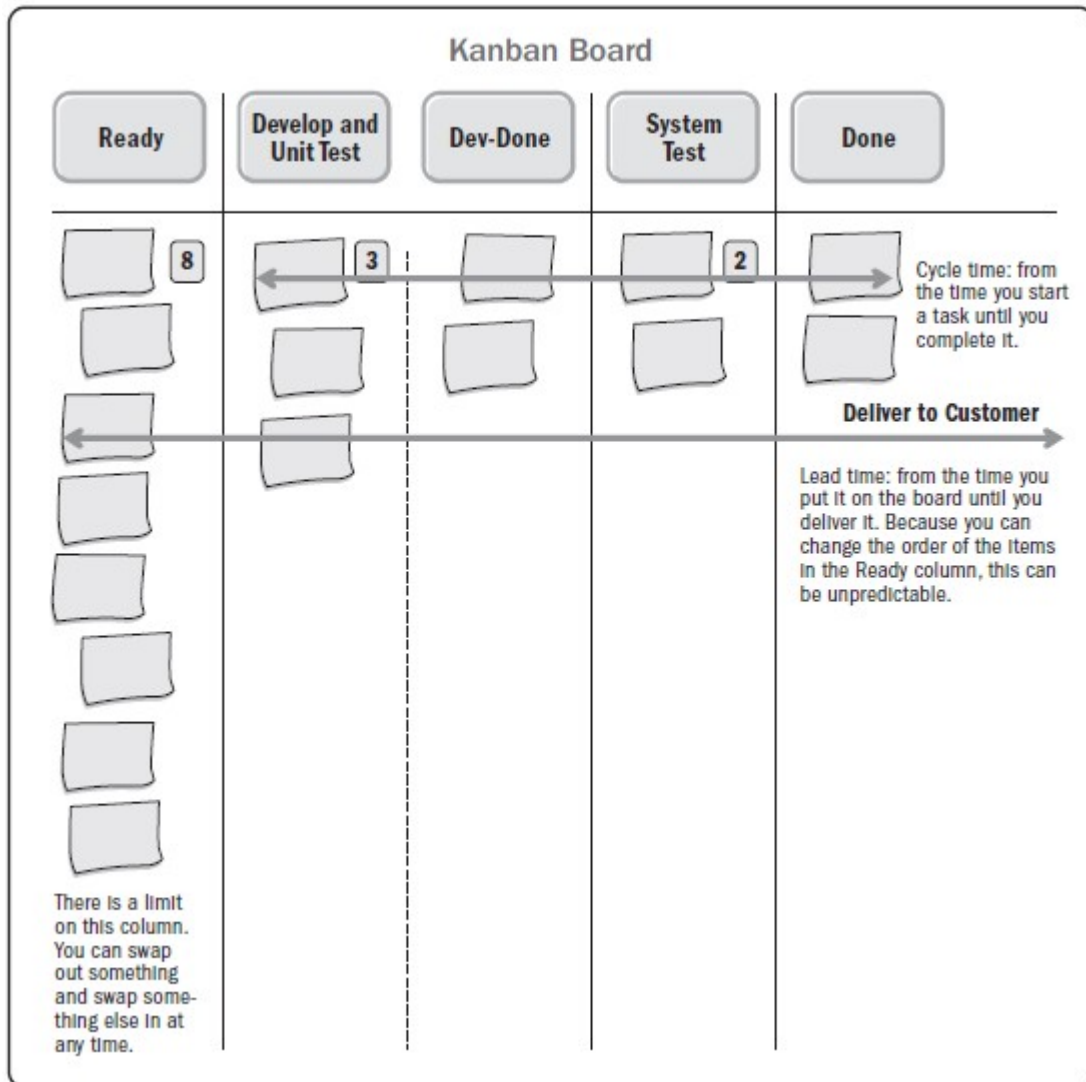 Kanban Board
Ready
Develop and
Unit Test
Dev-Done
System
Test
Done
8
3
2
Cycle time: from
the time you start
a task until you
complete it.
Deliver to Customer
Lead time: from the time you
put it on the board until you
deliver it. Because you can
change the order of the items
in the Ready column, this can
be unpredictable.
There is a limit
on this column.
You can swap
out something
and swap some-
thing else in at
any time.